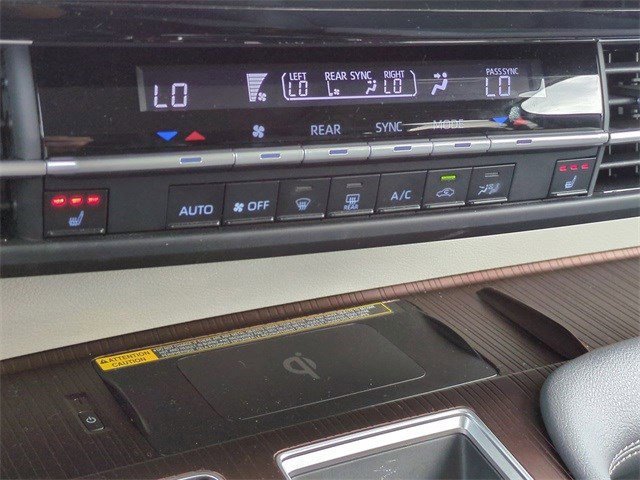 LEFT REAR SYNC RIGHT PASS SYNC
LO LO LO LO
REAR SYNC MODE
AUTO OFF REAR A/C
ATTENTION
CAUTION